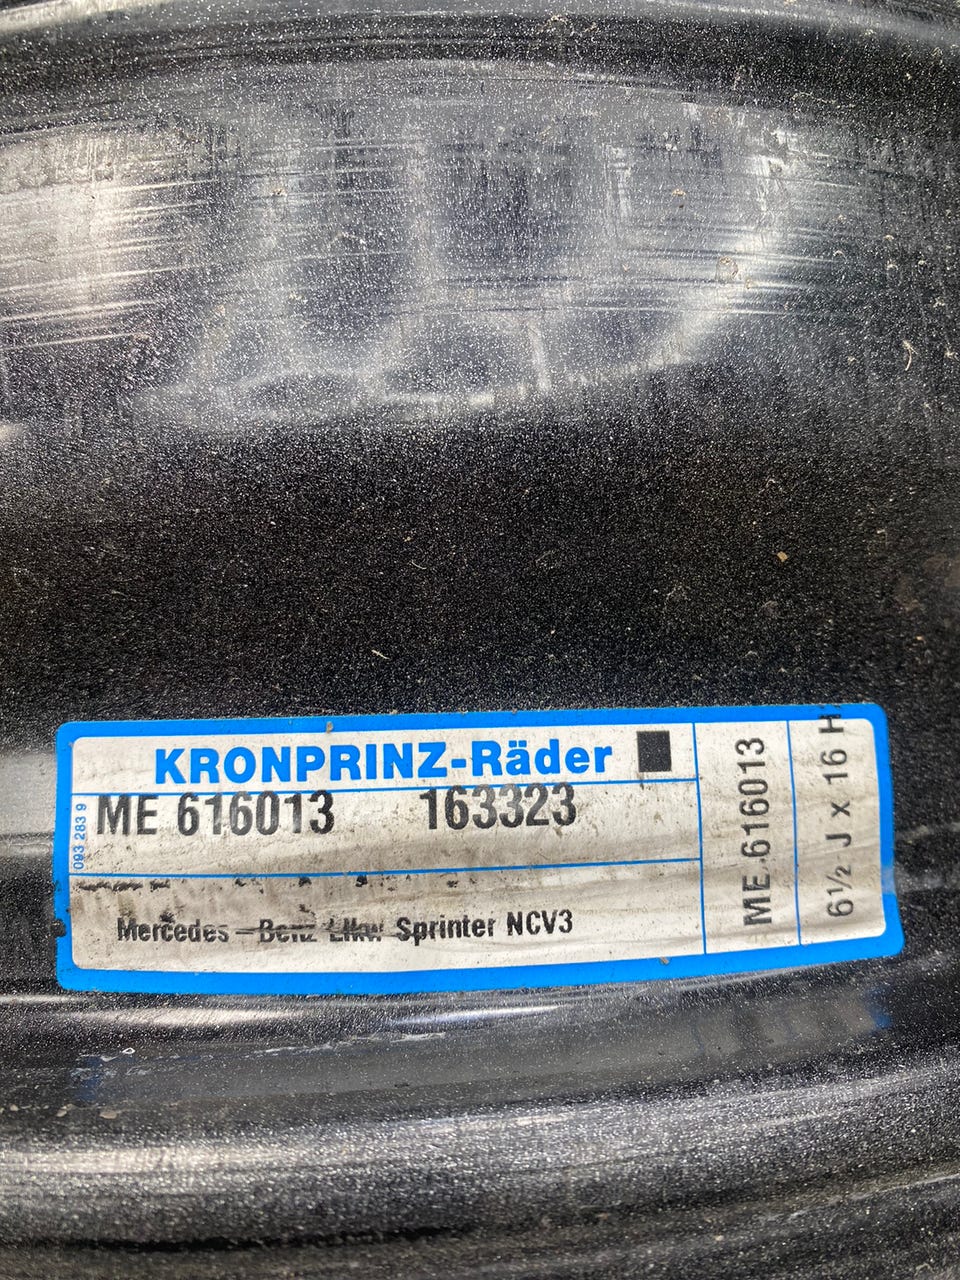 KRONPRINZ-Räder
093 283 9
ME 616013 163323
Mercedes-Benz Lkw. Sprinter NCV3
ME.616013
6½ J x 16 H